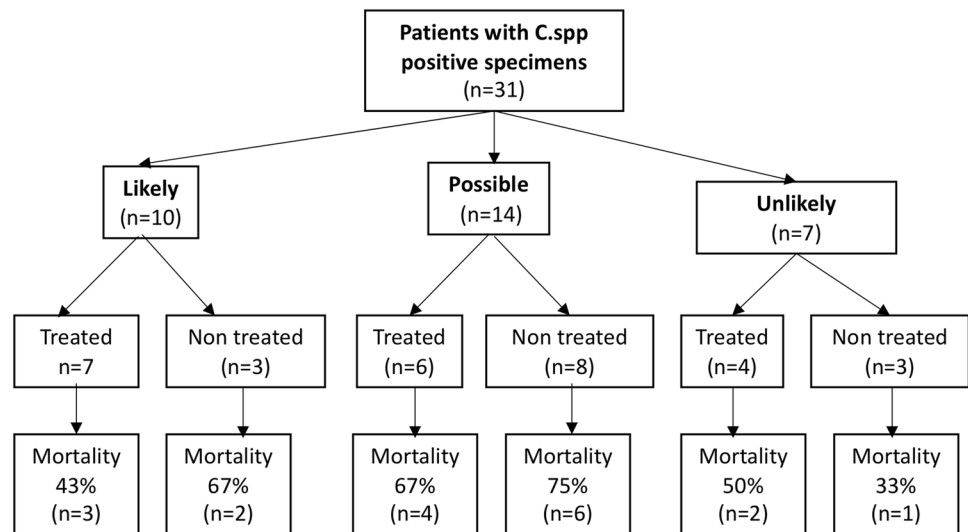 Patients with C.spp
positive specimens
(n=31)
Likely
(n=10)
Possible
(n=14)
Unlikely
(n=7)
Treated
n=7
Non treated
(n=3)
Treated
(n=6)
Non treated
(n=8)
Treated
(n=4)
Non treated
(n=3)
Mortality
43%
(n=3)
Mortality
67%
(n=2)
Mortality
67%
(n=4)
Mortality
75%
(n=6)
Mortality
50%
(n=2)
Mortality
33%
(n=1)